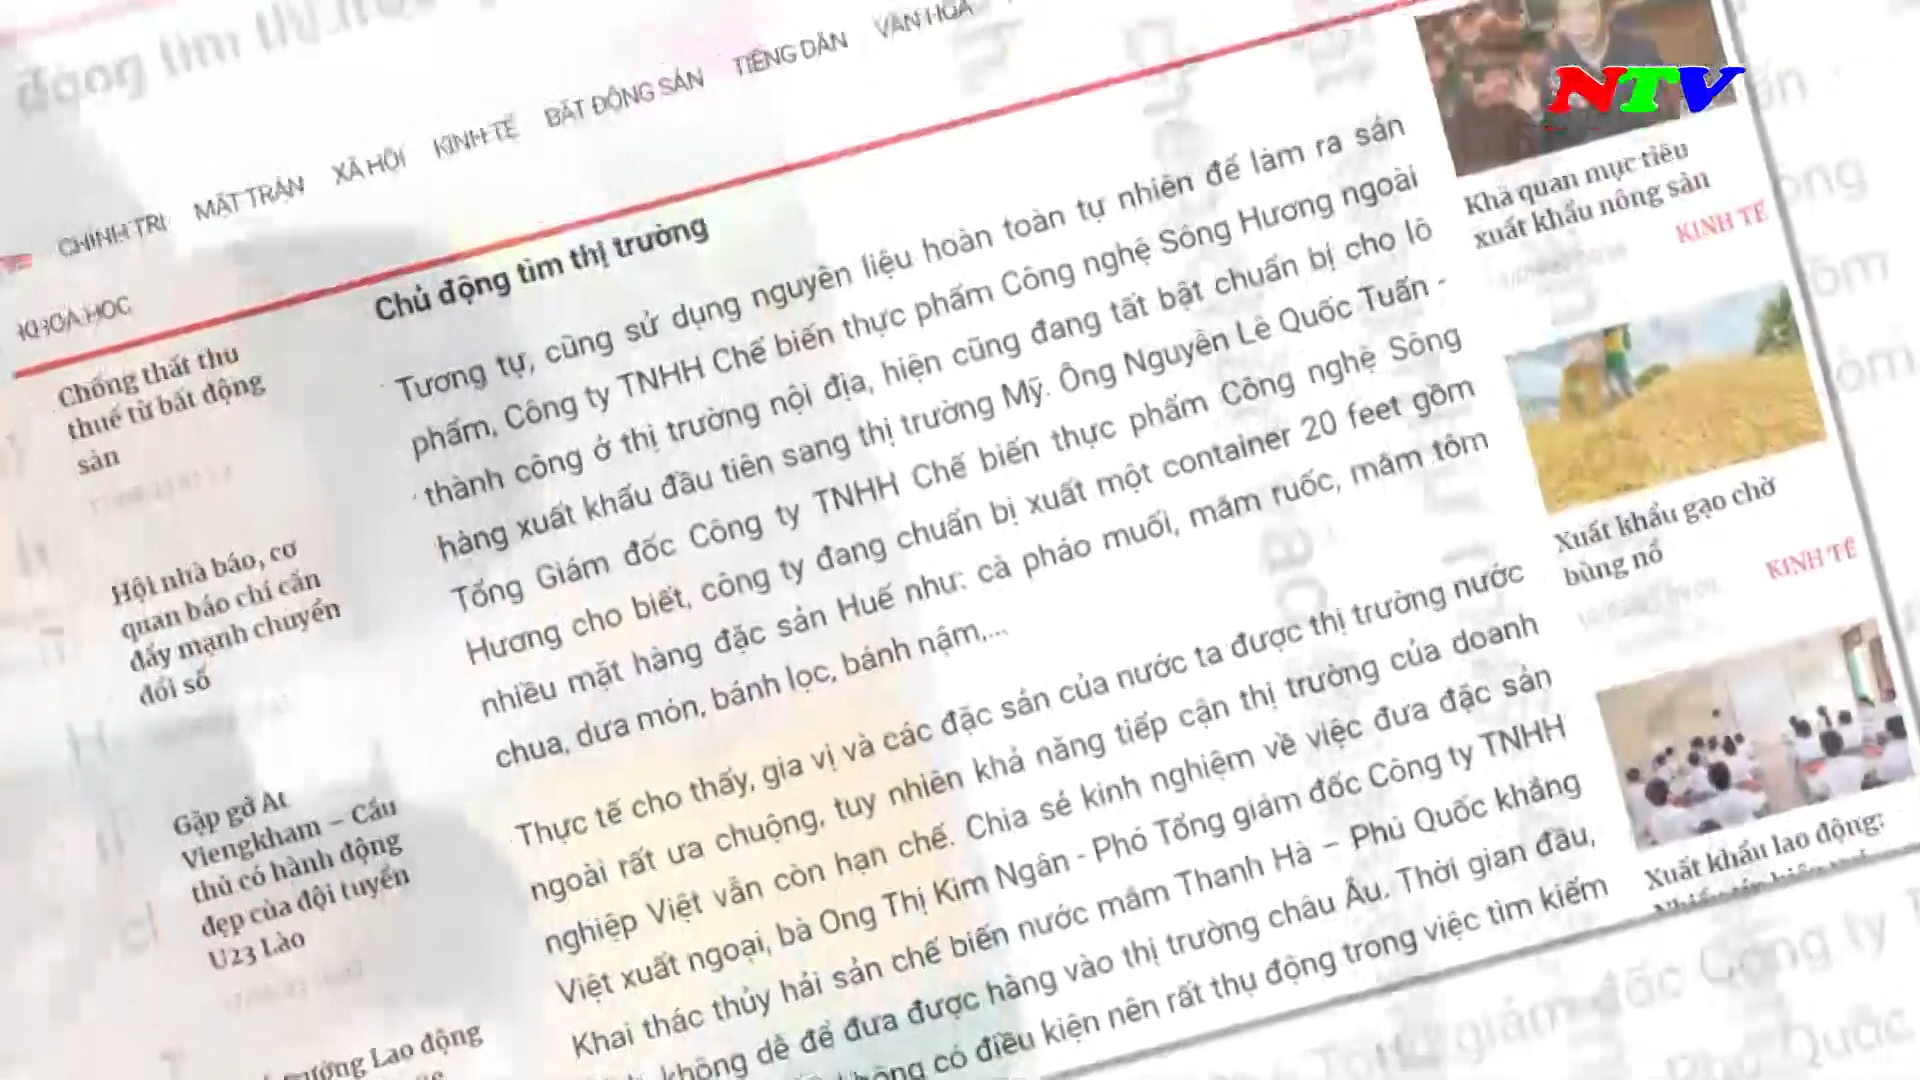 NTV
CHÍNH TRỊ MẶT TRẬN XÃ HỘI KINH TẾ BẤT ĐỘNG SẢN TIẾNG DÂN VĂN HÓA
KHOA HỌC
Chống thất thu
thuế từ bất động
sản
Hội nhà báo, cơ
quan báo chí cần
đẩy mạnh chuyển
đổi số
Gặp gỡ At
Viengkham – Cầu
thủ có hành động
đẹp của đội tuyển
U23 Lào
Lao động
Chủ động tìm thị trường
Tương tự, cũng sử dụng nguyên liệu hoàn toàn tự nhiên để làm ra sản
phẩm, Công ty TNHH Chế biến thực phẩm Công nghệ Sông Hương ngoài
thành công ở thị trường nội địa, hiện cũng đang tất bật chuẩn bị cho lô
hàng xuất khẩu đầu tiên sang thị trường Mỹ. Ông Nguyễn Lê Quốc Tuấn -
Tổng Giám đốc Công ty TNHH Chế biến thực phẩm Công nghệ Sông
Hương cho biết, công ty đang chuẩn bị xuất một container 20 feet gồm
nhiều mặt hàng đặc sản Huế như: cà pháo muối, mắm ruốc, mắm tôm
chua, dưa món, bánh lọc, bánh nậm,...
Thực tế cho thấy, gia vị và các đặc sản của nước ta được thị trường nước
ngoài rất ưa chuộng, tuy nhiên khả năng tiếp cận thị trường của doanh
nghiệp Việt vẫn còn hạn chế. Chia sẻ kinh nghiệm về việc đưa đặc sản
Việt xuất ngoại, bà Ong Thị Kim Ngân - Phó Tổng giám đốc Công ty TNHH
Khai thác thủy hải sản chế biến nước mắm Thanh Hà – Phú Quốc khẳng
không dễ để đưa được hàng vào thị trường châu Âu. Thời gian đầu,
không có điều kiện nên rất thụ động trong việc tìm kiếm
Khả quan mục tiêu
xuất khẩu nông sản
KINH TẾ
Xuất khẩu gạo chờ
bùng nổ
KINH TẾ
Xuất khẩu lao động:
giám đốc Công ty
Phú Quốc